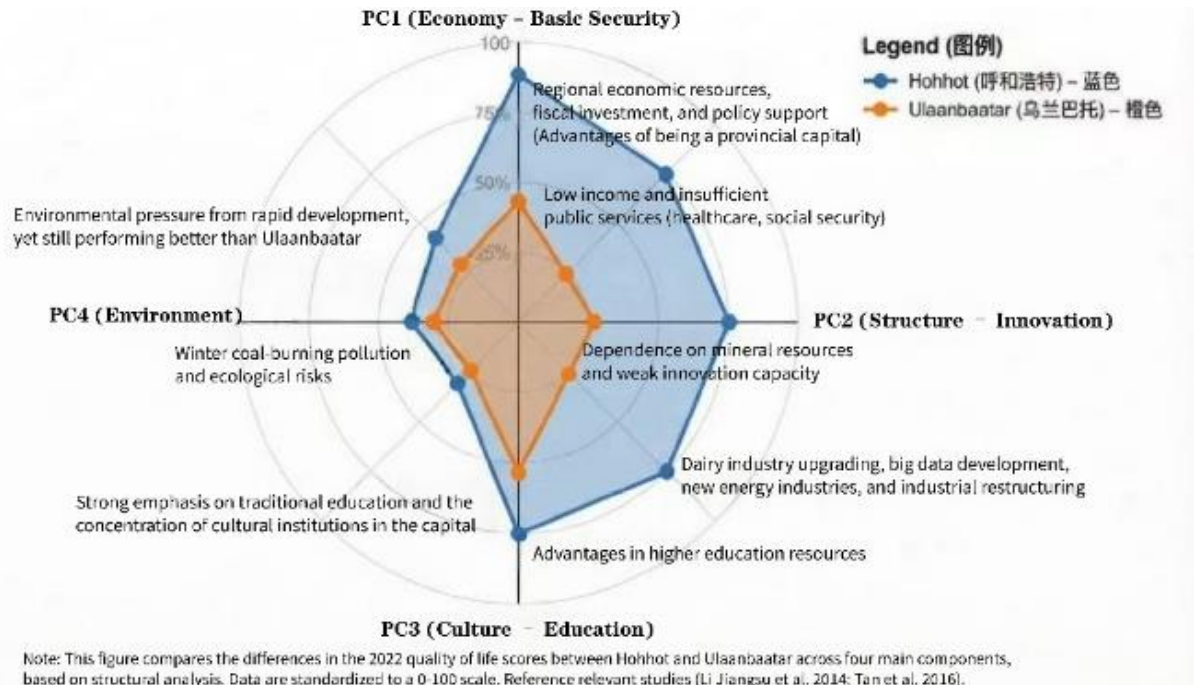 PC1 (Economy – Basic Security)
100
Legend (图例)
Hohhot (呼和浩特) – 蓝色
Ulaanbaatar (乌兰巴托) – 橙色
Regional economic resources,
75%
fiscal investment, and policy support
(Advantages of being a provincial capital)
50%
Low income and insufficient
public services (healthcare, social security)
Environmental pressure from rapid development,
yet still performing better than Ulaanbaatar
25%
PC4 (Environment)
PC2 (Structure – Innovation)
Winter coal-burning pollution
and ecological risks
Dependence on mineral resources
and weak innovation capacity
Dairy industry upgrading, big data development,
new energy industries, and industrial restructuring
Strong emphasis on traditional education and the
concentration of cultural institutions in the capital
Advantages in higher education resources
PC3 (Culture – Education)
Note: This figure compares the differences in the 2022 quality of life scores between Hohhot and Ulaanbaatar across four main components,
based on structural analysis. Data are standardized to a 0-100 scale. Reference relevant studies [Li Jiangsu et al. 2014; Tan et al. 2016].